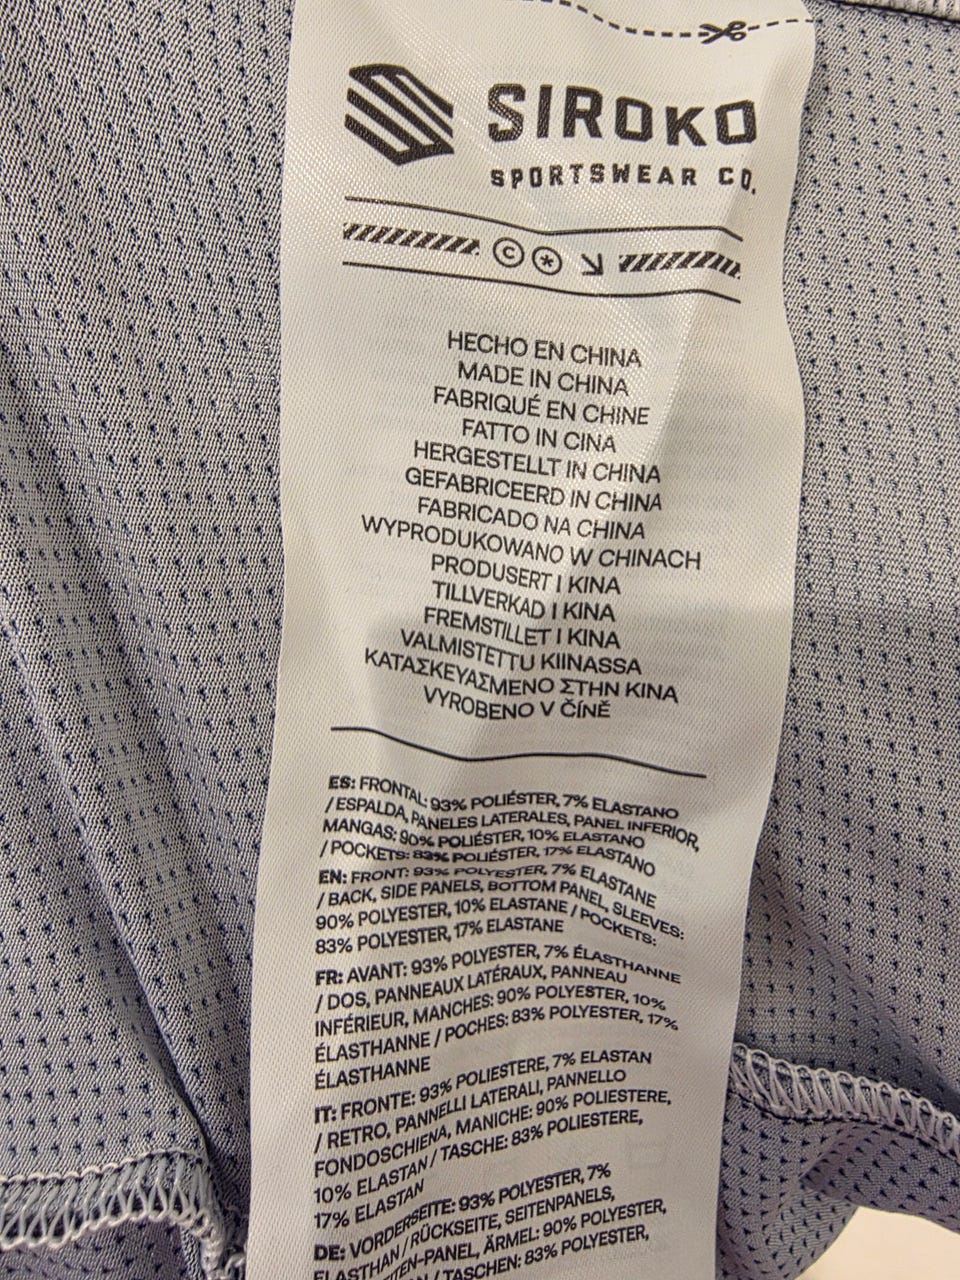 SIROKO
SPORTSWEAR CO.
© * ↘
HECHO EN CHINA
MADE IN CHINA
FABRIQUÉ EN CHINE
FATTO IN CINA
HERGESTELLT IN CHINA
GEFABRICEERD IN CHINA
FABRICADO NA CHINA
WYPRODUKOWANO W CHINACH
PRODUSERT I KINA
TILLVERKAD I KINA
FREMSTILLET I KINA
VALMISTETTU KIINASSA
ΚΑΤΑΣΚΕΥΑΣΜΕΝΟ ΣΤΗΝ ΚΙΝΑ
VYROBENO V ČÍNĚ
ES: FRONTAL: 93% POLIÉSTER, 7% ELASTANO
/ ESPALDA, PANELES LATERALES, PANEL INFERIOR,
MANGAS: 90% POLIÉSTER, 10% ELASTANO
/ POCKETS: 83% POLIÉSTER, 17% ELASTANO
EN: FRONT: 93% POLYESTER, 7% ELASTANE
/ BACK, SIDE PANELS, BOTTOM PANEL, SLEEVES:
90% POLYESTER, 10% ELASTANE / POCKETS:
83% POLYESTER, 17% ELASTANE
FR: AVANT: 93% POLYESTER, 7% ÉLASTHANNE
/ DOS, PANNEAUX LATÉRAUX, PANNEAU
INFÉRIEUR, MANCHES: 90% POLYESTER, 10%
ÉLASTHANNE / POCHES: 83% POLYESTER, 17%
ÉLASTHANNE
IT: FRONTE: 93% POLIESTERE, 7% ELASTAN
/ RETRO, PANNELLI LATERALI, PANNELLO
FONDOSCHIENA, MANICHE: 90% POLIESTERE,
10% ELASTAN / TASCHE: 83% POLIESTERE,
17% ELASTAN
DE: VORDERSEITE: 93% POLYESTER, 7%
ELASTHAN / RÜCKSEITE, SEITENPANELS,
TEN-PANEL, ÄRMEL: 90% POLYESTER,
/ TASCHEN: 83% POLYESTER,